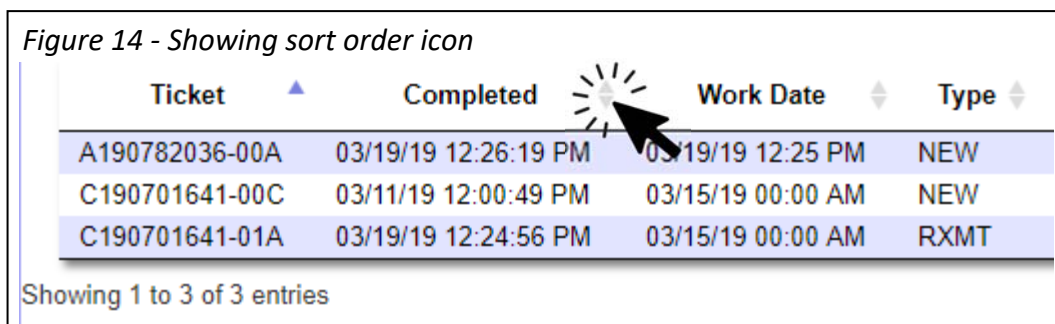 Figure 14 - Showing sort order icon
Ticket Completed Work Date Type
A190782036-00A 03/19/19 12:26:19 PM 03/19/19 12:25 PM NEW
C190701641-00C 03/11/19 12:00:49 PM 03/15/19 00:00 AM NEW
C190701641-01A 03/19/19 12:24:56 PM 03/15/19 00:00 AM RXMT
Showing 1 to 3 of 3 entries